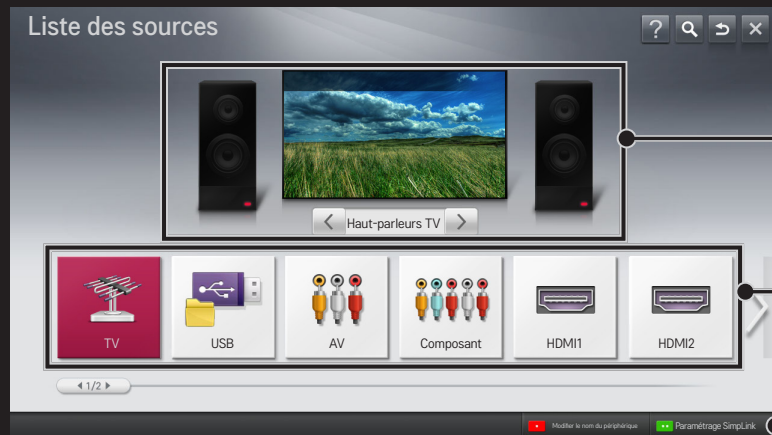 Liste des sources
?
Haut-parleurs TV
TV
USB
AV
Composant
HDMI1
HDMI2
1/2
Modifier le nom du périphérique
Paramétrage SimpLink